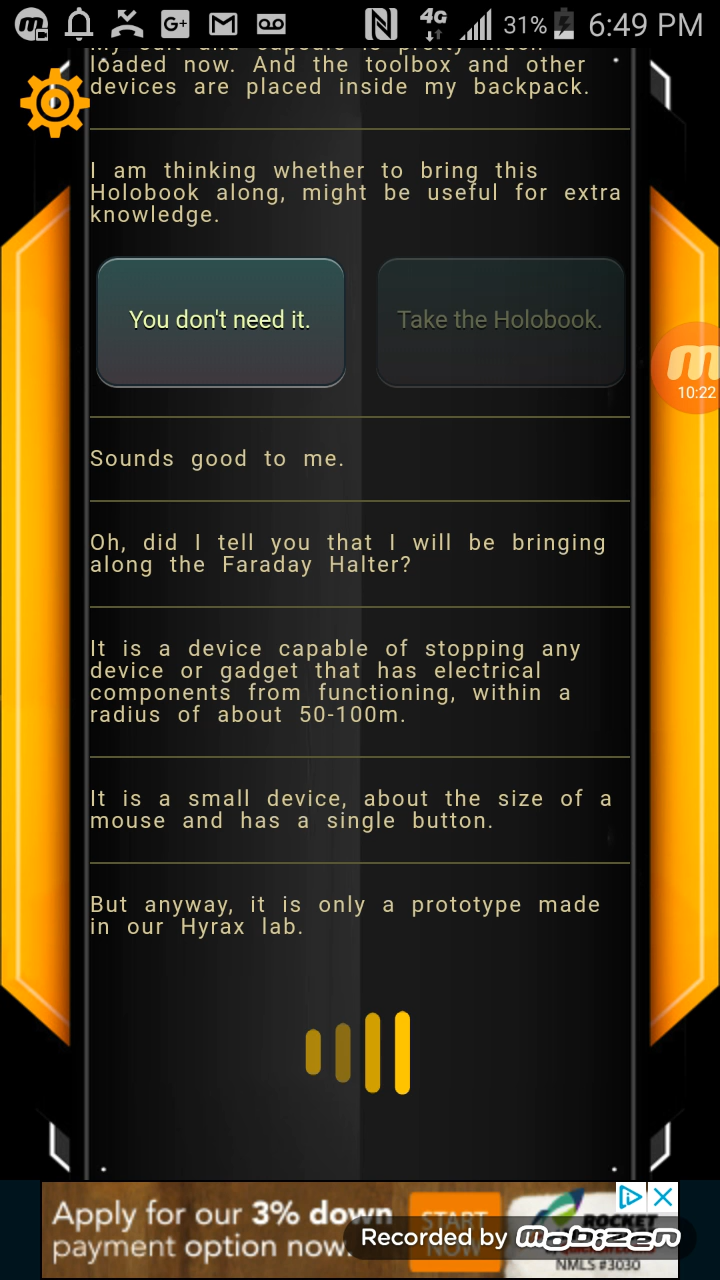 4G 31% 6:49 PM
loaded now. And the toolbox and other
devices are placed inside my backpack.
I am thinking whether to bring this
Holobook along, might be useful for extra
knowledge.
You don't need it.
Take the Holobook.
10:22
Sounds good to me.
Oh, did I tell you that I will be bringing
along the Faraday Halter?
It is a device capable of stopping any
device or gadget that has electrical
components from functioning, within a
radius of about 50-100m.
It is a small device, about the size of a
mouse and has a single button.
But anyway, it is only a prototype made
in our Hyrax lab.
Apply for our 3% down
payment option now.
START
NOW
ROCKET
NMLS #3030
Recorded by mobizen